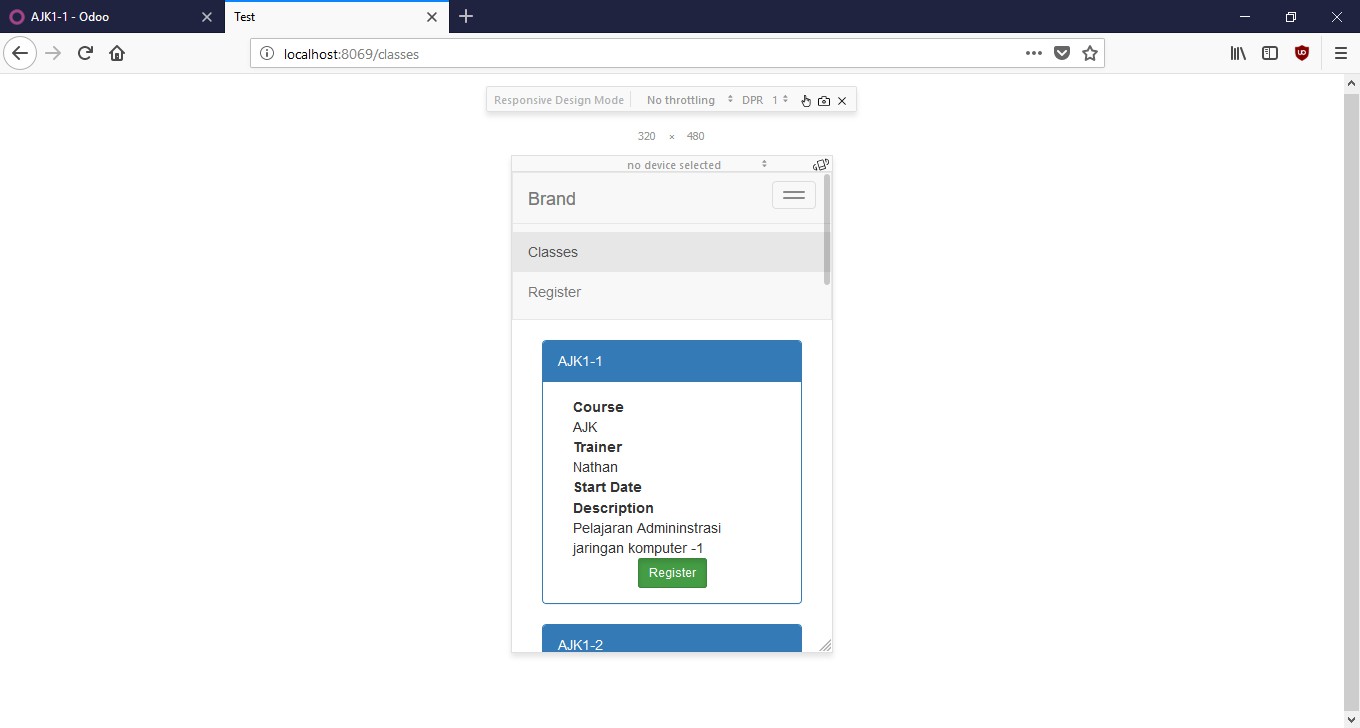 AJK1-1 - Odoo
Test
localhost:8069/classes
Responsive Design Mode No throttling DPR 1
320 × 480
no device selected
Brand
Classes
Register
AJK1-1
Course
AJK
Trainer
Nathan
Start Date
Description
Pelajaran Admininstrasi
jaringan komputer -1
Register
AJK1-2